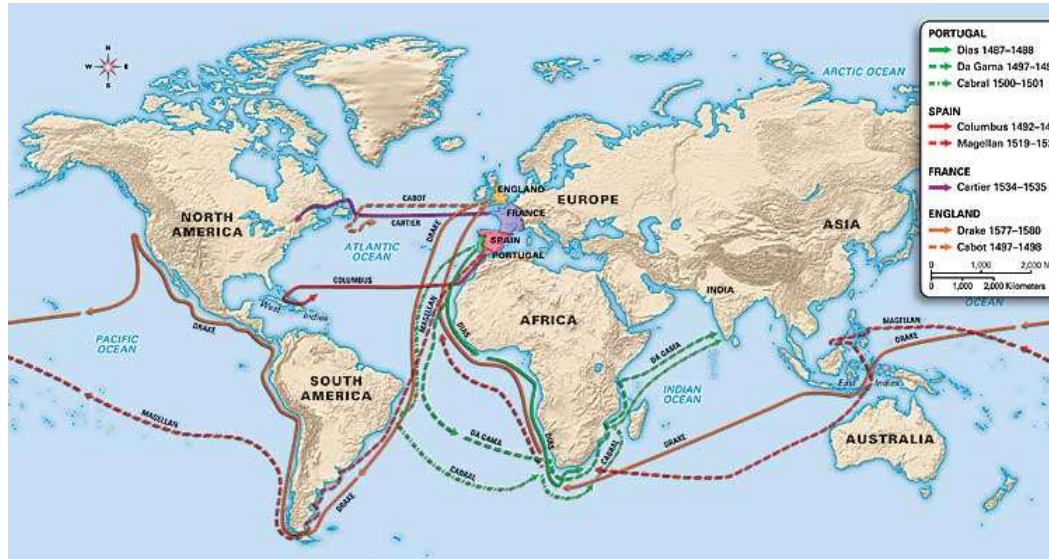 N
W E
S
ARCTIC OCEAN
PORTUGAL
Dias 1487–1488
Da Gama 1497–149
Cabral 1500–1501
SPAIN
Columbus 1492–14
Magellan 1519–152
FRANCE
Cartier 1534–1535
ENGLAND
Drake 1577–1580
Cabot 1497–1498
0 1,000 2,000 M
0 1,000 2,000 Kilometers
OCEAN
NORTH
AMERICA
ATLANTIC
OCEAN
CABOT
CARTIER
DRAKE
ENGLAND
FRANCE
SPAIN
PORTUGAL
EUROPE
ASIA
INDIA
COLUMBUS
West Indies
MAGELLAN
DIAS
AFRICA
DA GAMA
INDIAN
OCEAN
MAGELLAN
DRAKE
East Indies
PACIFIC
OCEAN
DRAKE
SOUTH
AMERICA
MAGELLAN
DA GAMA
DIAS
CABRAL
CABRAL
DRAKE
DRAKE
AUSTRALIA